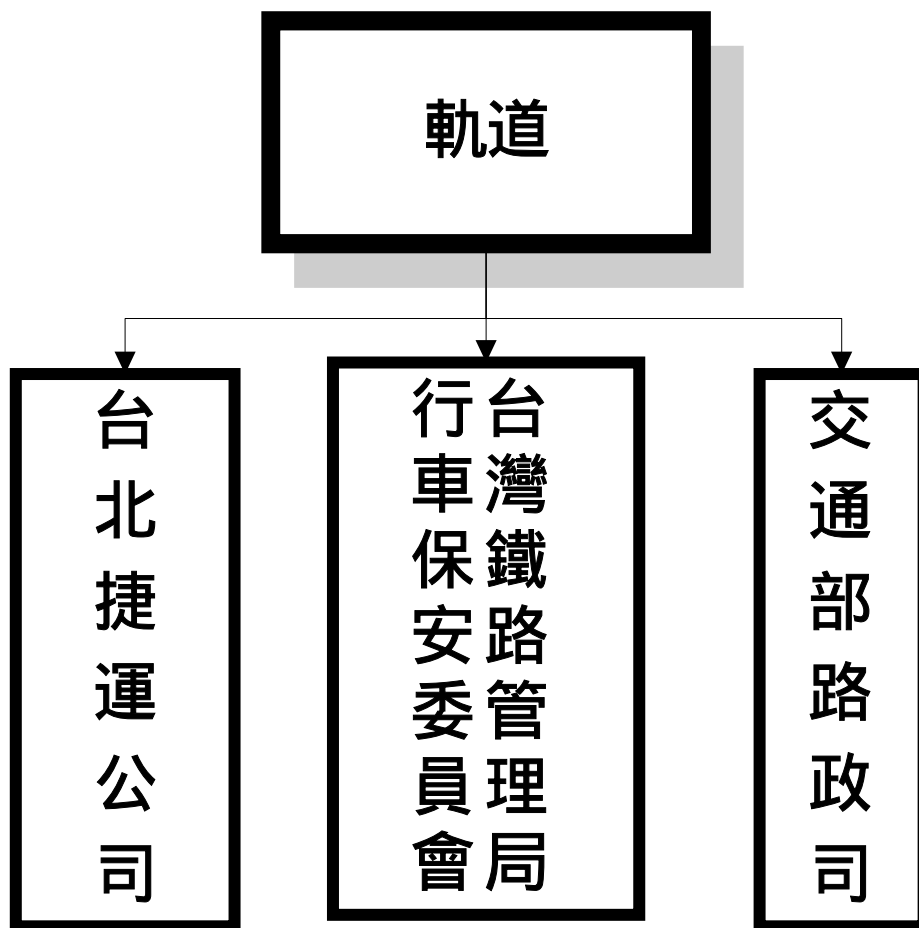 軌道
台北捷運公司
台灣鐵路管理局
行車保安委員會
交通部路政司